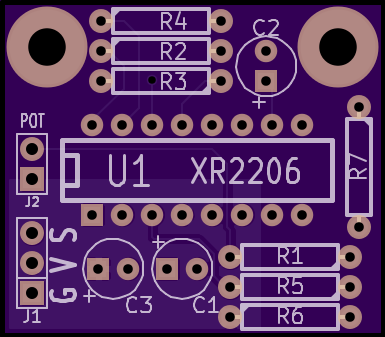 R4
R2
R3
C2
+
POT
J2
U1 XR2206
R7
S
V
G
J1
+
C3
+
C1
R1
R5
R6